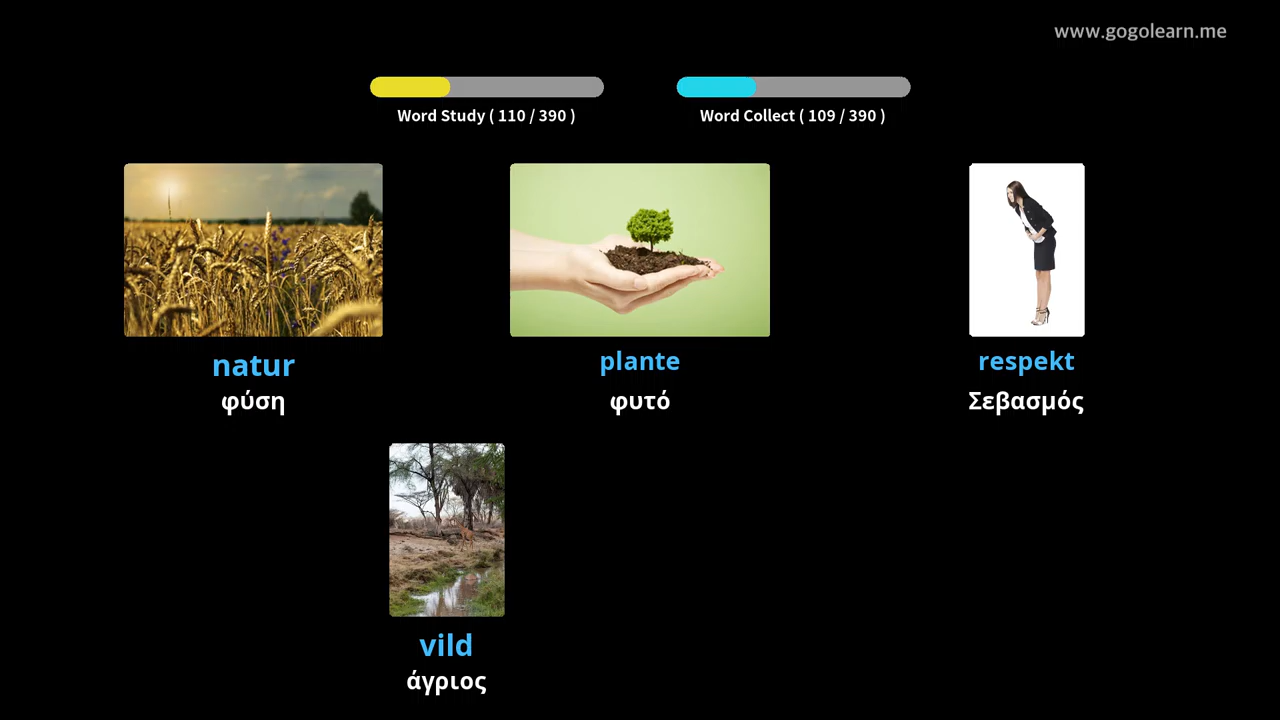 www.gogolearn.me
Word Study ( 110 / 390 )
Word Collect ( 109 / 390 )
natur
φύση
plante
φυτό
respekt
Σεβασμός
vild
άγριος